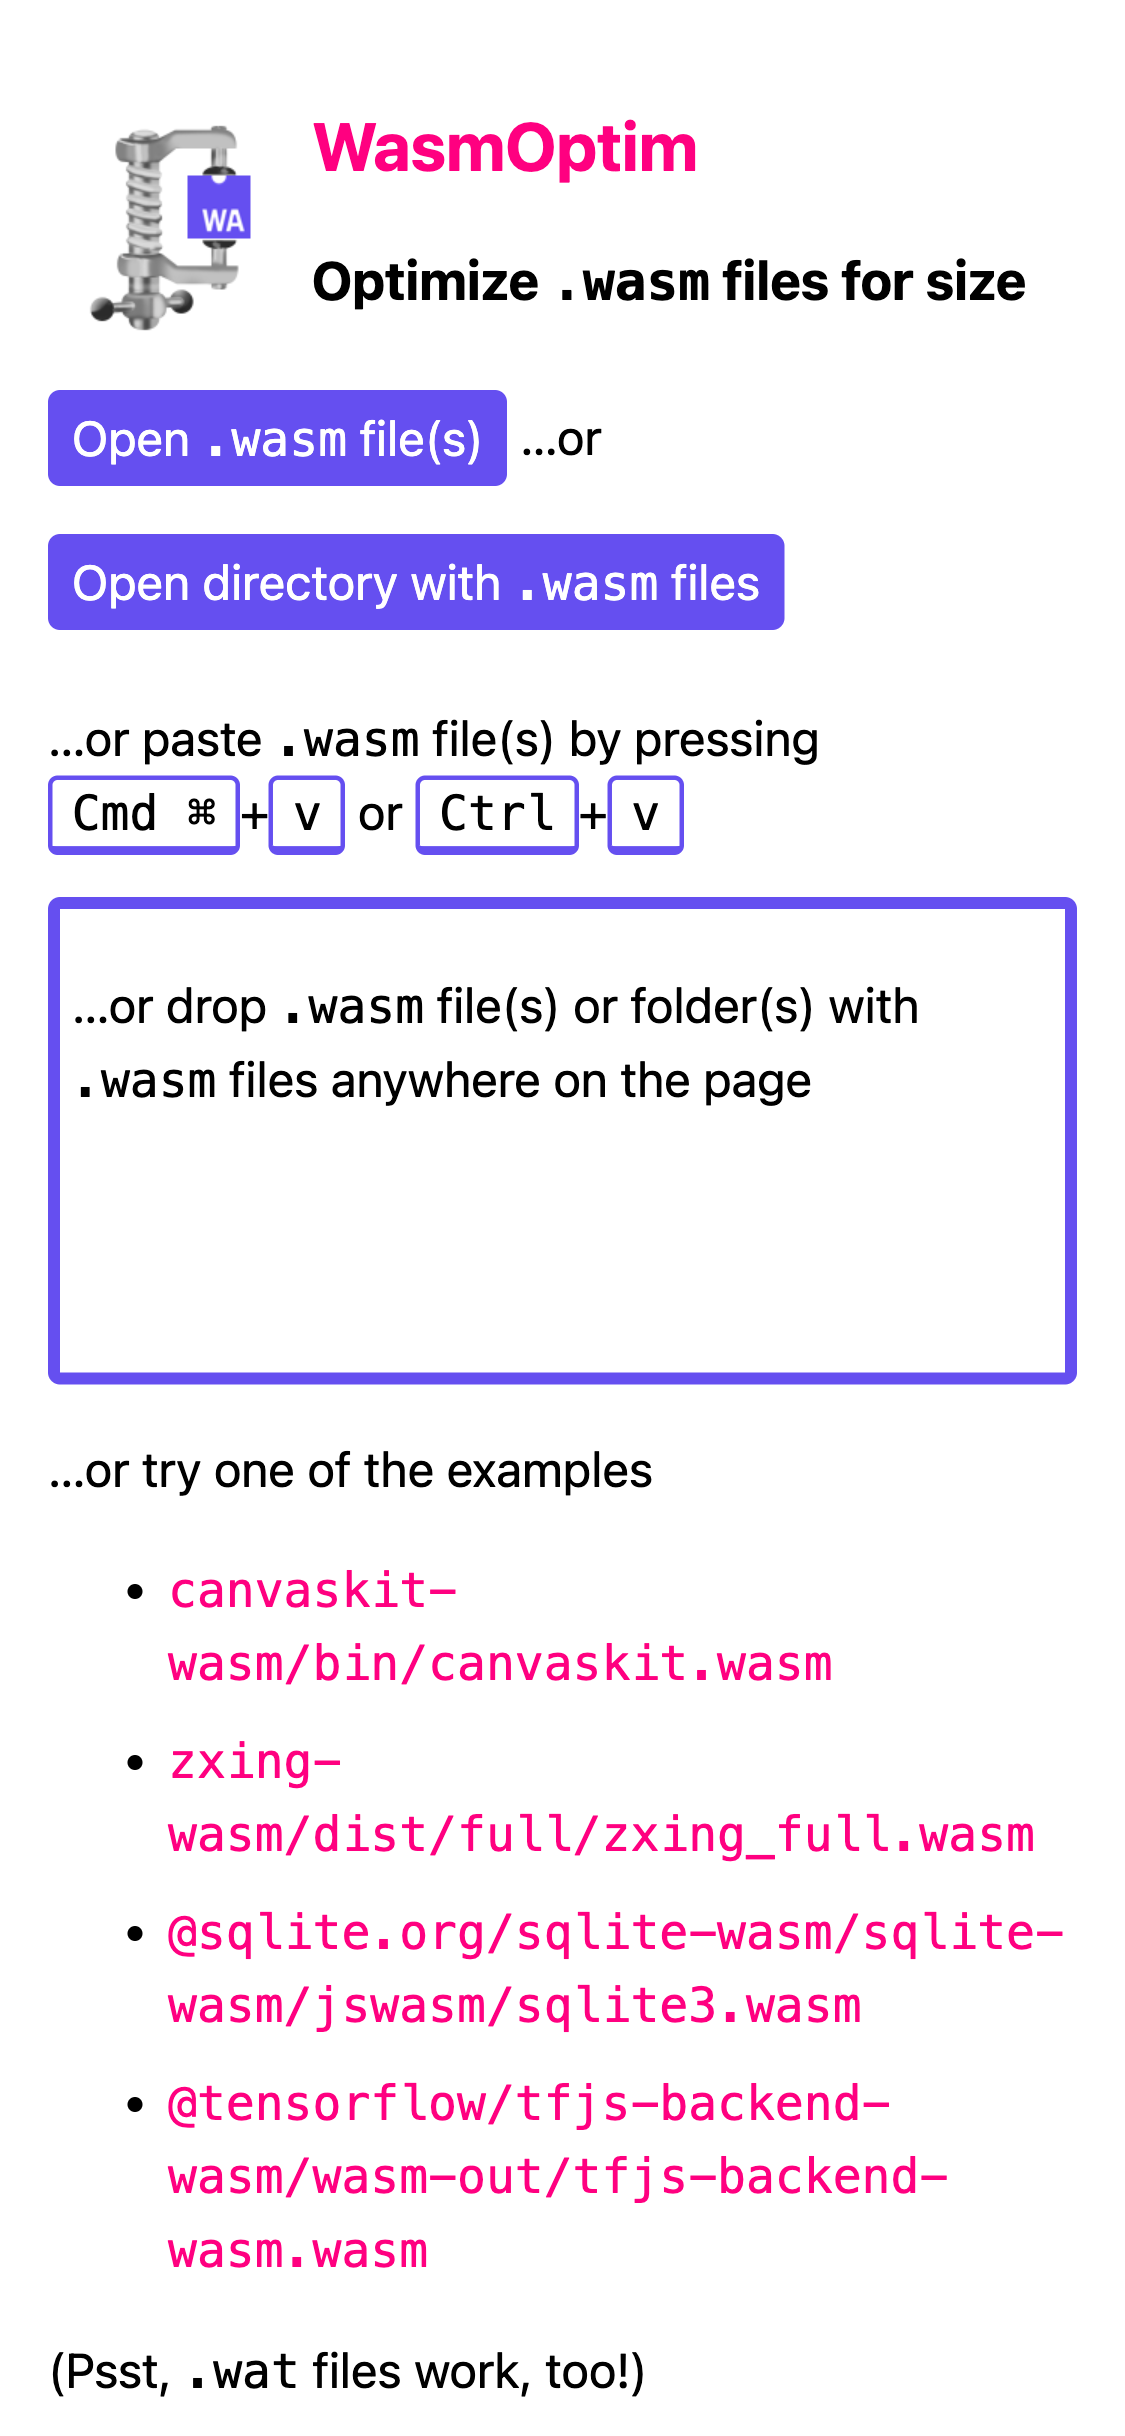 WA
WasmOptim
Optimize .wasm files for size
Open .wasm file(s) ...or
Open directory with .wasm files
...or paste .wasm file(s) by pressing
Cmd ⌘+v or Ctrl+v
...or drop .wasm file(s) or folder(s) with
.wasm files anywhere on the page
...or try one of the examples
• canvaskit-
wasm/bin/canvaskit.wasm
• zxing-
wasm/dist/full/zxing_full.wasm
• @sqlite.org/sqlite-wasm/sqlite-
wasm/jswasm/sqlite3.wasm
• @tensorflow/tfjs-backend-
wasm/wasm-out/tfjs-backend-
wasm.wasm
(Psst, .wat files work, too!)